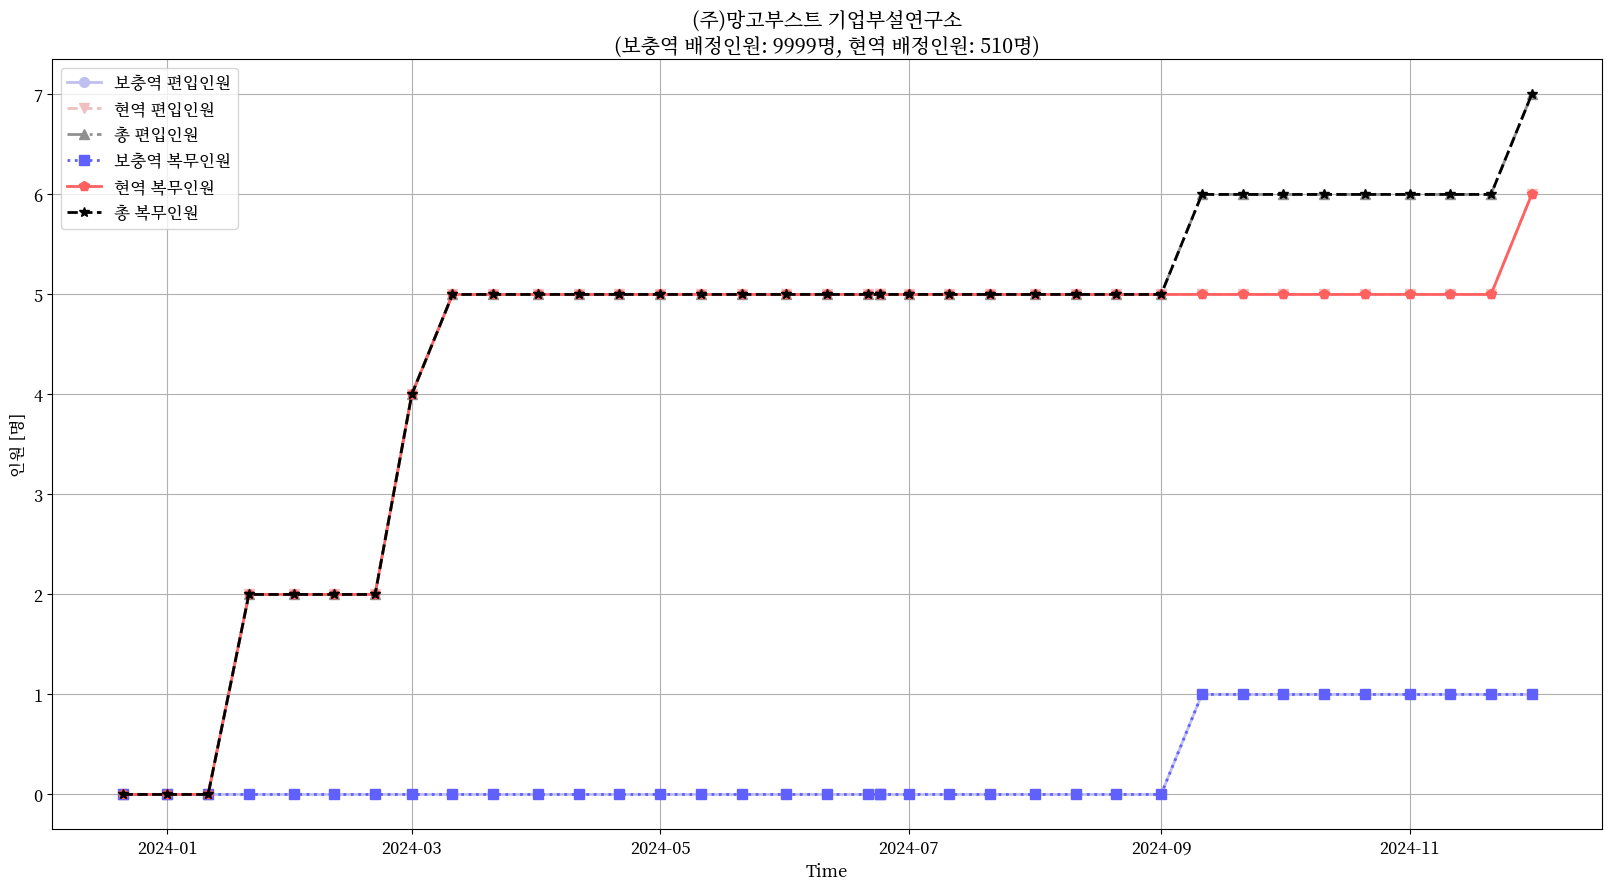 (주)망고부스트 기업부설연구소
(보충역 배정인원: 9999명, 현역 배정인원: 510명)
보충역 편입인원
현역 편입인원
총 편입인원
보충역 복무인원
현역 복무인원
총 복무인원
인원 [명]
7
6
5
4
3
2
1
0
2024-01 2024-03 2024-05 2024-07 2024-09 2024-11
Time